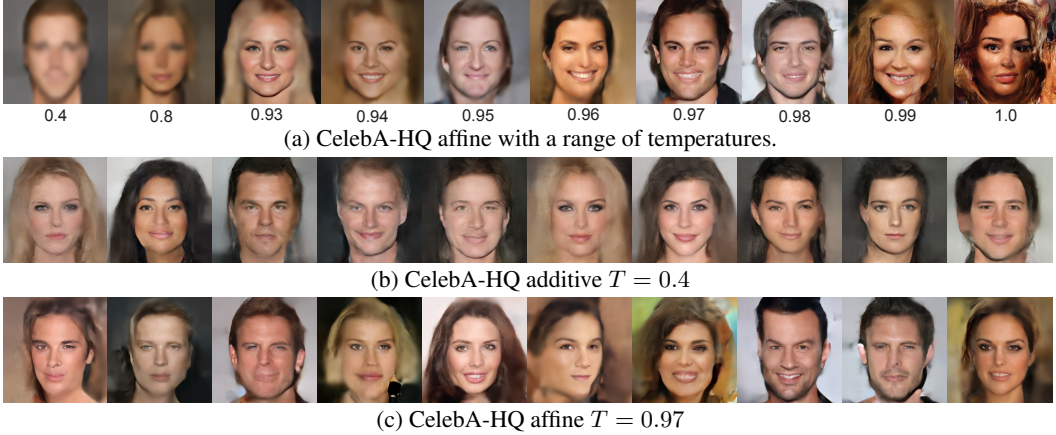 0.4 0.8 0.93 0.94 0.95 0.96 0.97 0.98 0.99 1.0
(a) CelebA-HQ affine with a range of temperatures.
(b) CelebA-HQ additive T = 0.4
(c) CelebA-HQ affine T = 0.97